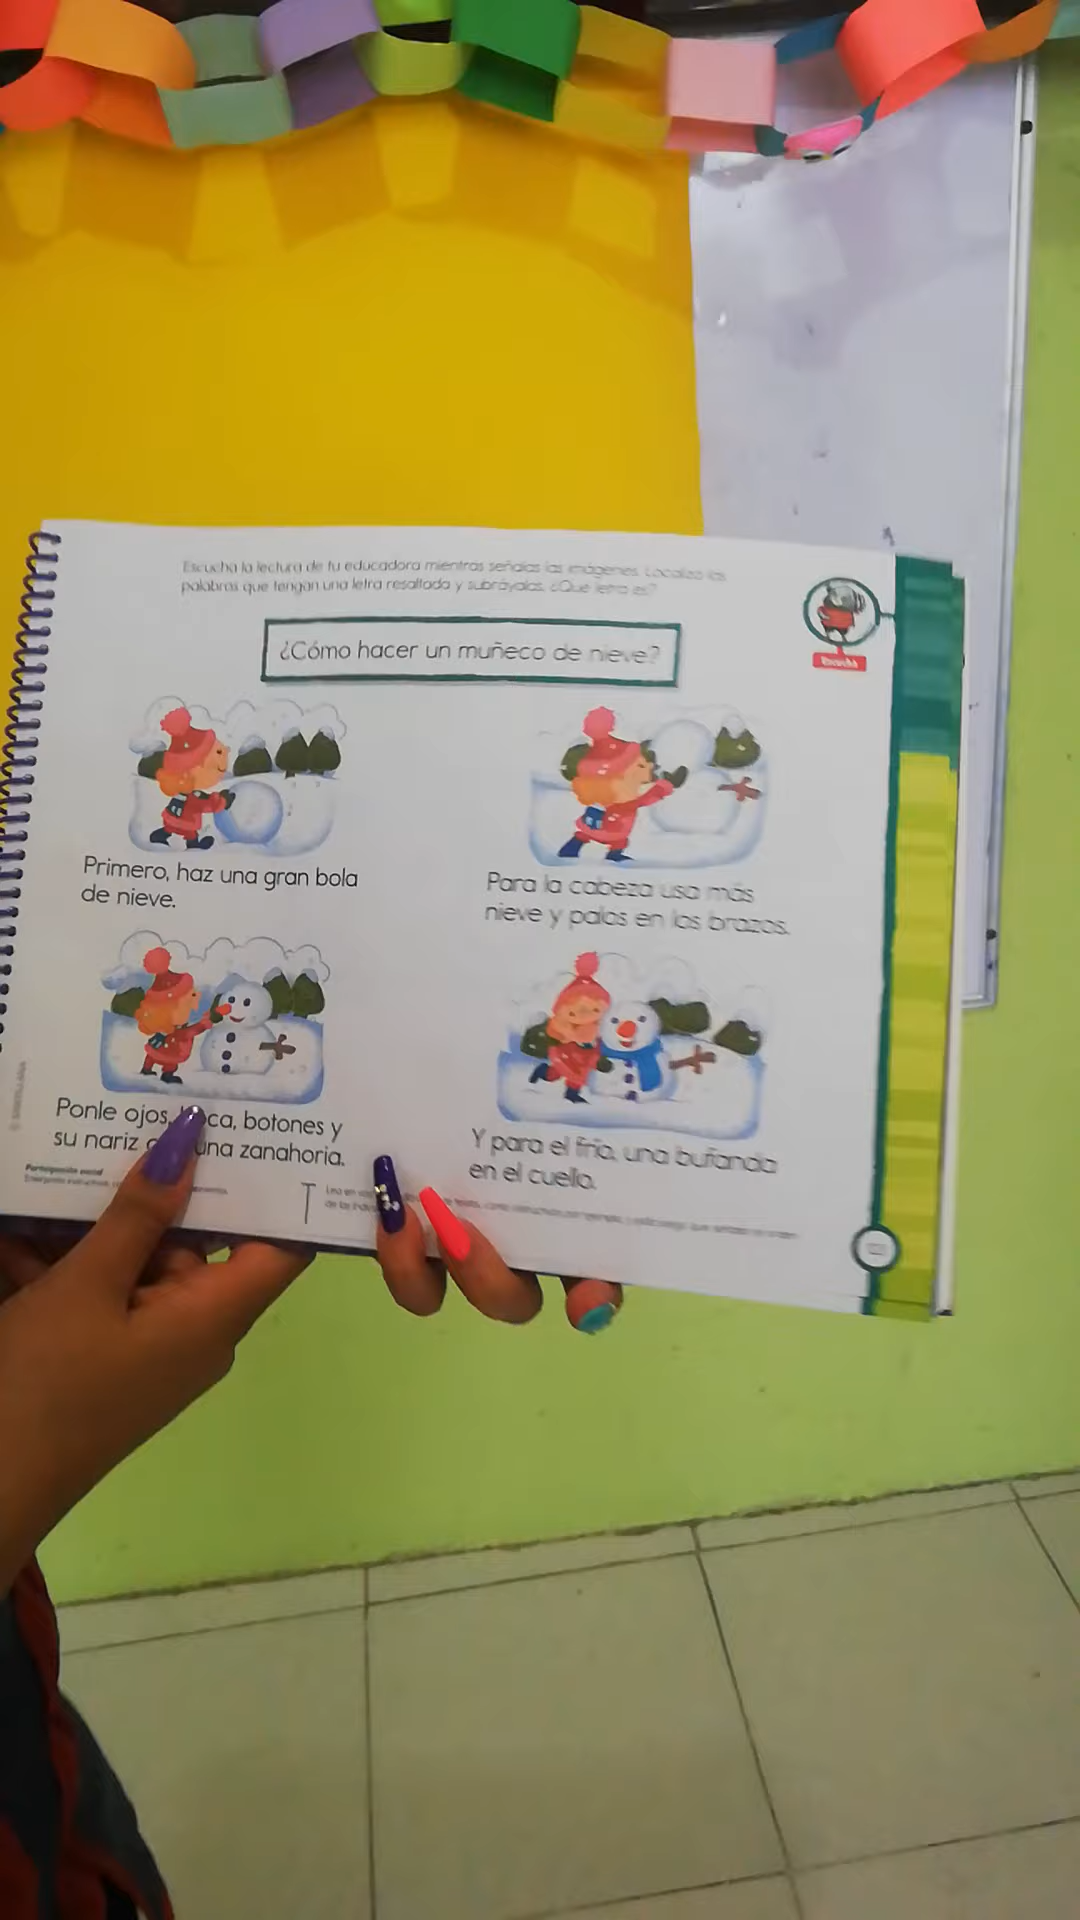 Escucha la lectura de tu educadora mientras señalas las imágenes. Localiza las
palabras que tengan una letra resaltada y subráyalas. ¿Qué letra es?
¿Cómo hacer un muñeco de nieve?
Primero, haz una gran bola
de nieve.
Para la cabeza usa más
nieve y palos en los brazos.
Ponle ojos, boca, botones y
su nariz una zanahoria.
Y para el frío, una bufanda
en el cuello.
Participación social